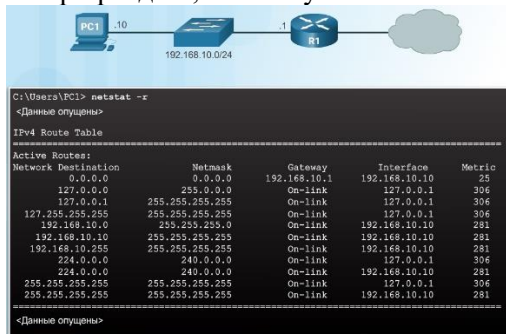 PC1
.10
.1
R1
192.168.10.0/24
C:\Users\PC1> netstat -r
<Данные опущены>
IPv4 Route Table
Active Routes:
Network Destination Netmask Gateway Interface Metric
0.0.0.0 0.0.0.0 192.168.10.1 192.168.10.10 25
127.0.0.0 255.0.0.0 On-link 127.0.0.1 306
127.0.0.1 255.255.255.255 On-link 127.0.0.1 306
127.255.255.255 255.255.255.255 On-link 127.0.0.1 306
192.168.10.0 255.255.255.0 On-link 192.168.10.10 281
192.168.10.10 255.255.255.255 On-link 192.168.10.10 281
192.168.10.255 255.255.255.255 On-link 192.168.10.10 281
224.0.0.0 240.0.0.0 On-link 127.0.0.1 306
224.0.0.0 240.0.0.0 On-link 192.168.10.10 281
255.255.255.255 255.255.255.255 On-link 127.0.0.1 306
255.255.255.255 255.255.255.255 On-link 192.168.10.10 281
<Данные опущены>